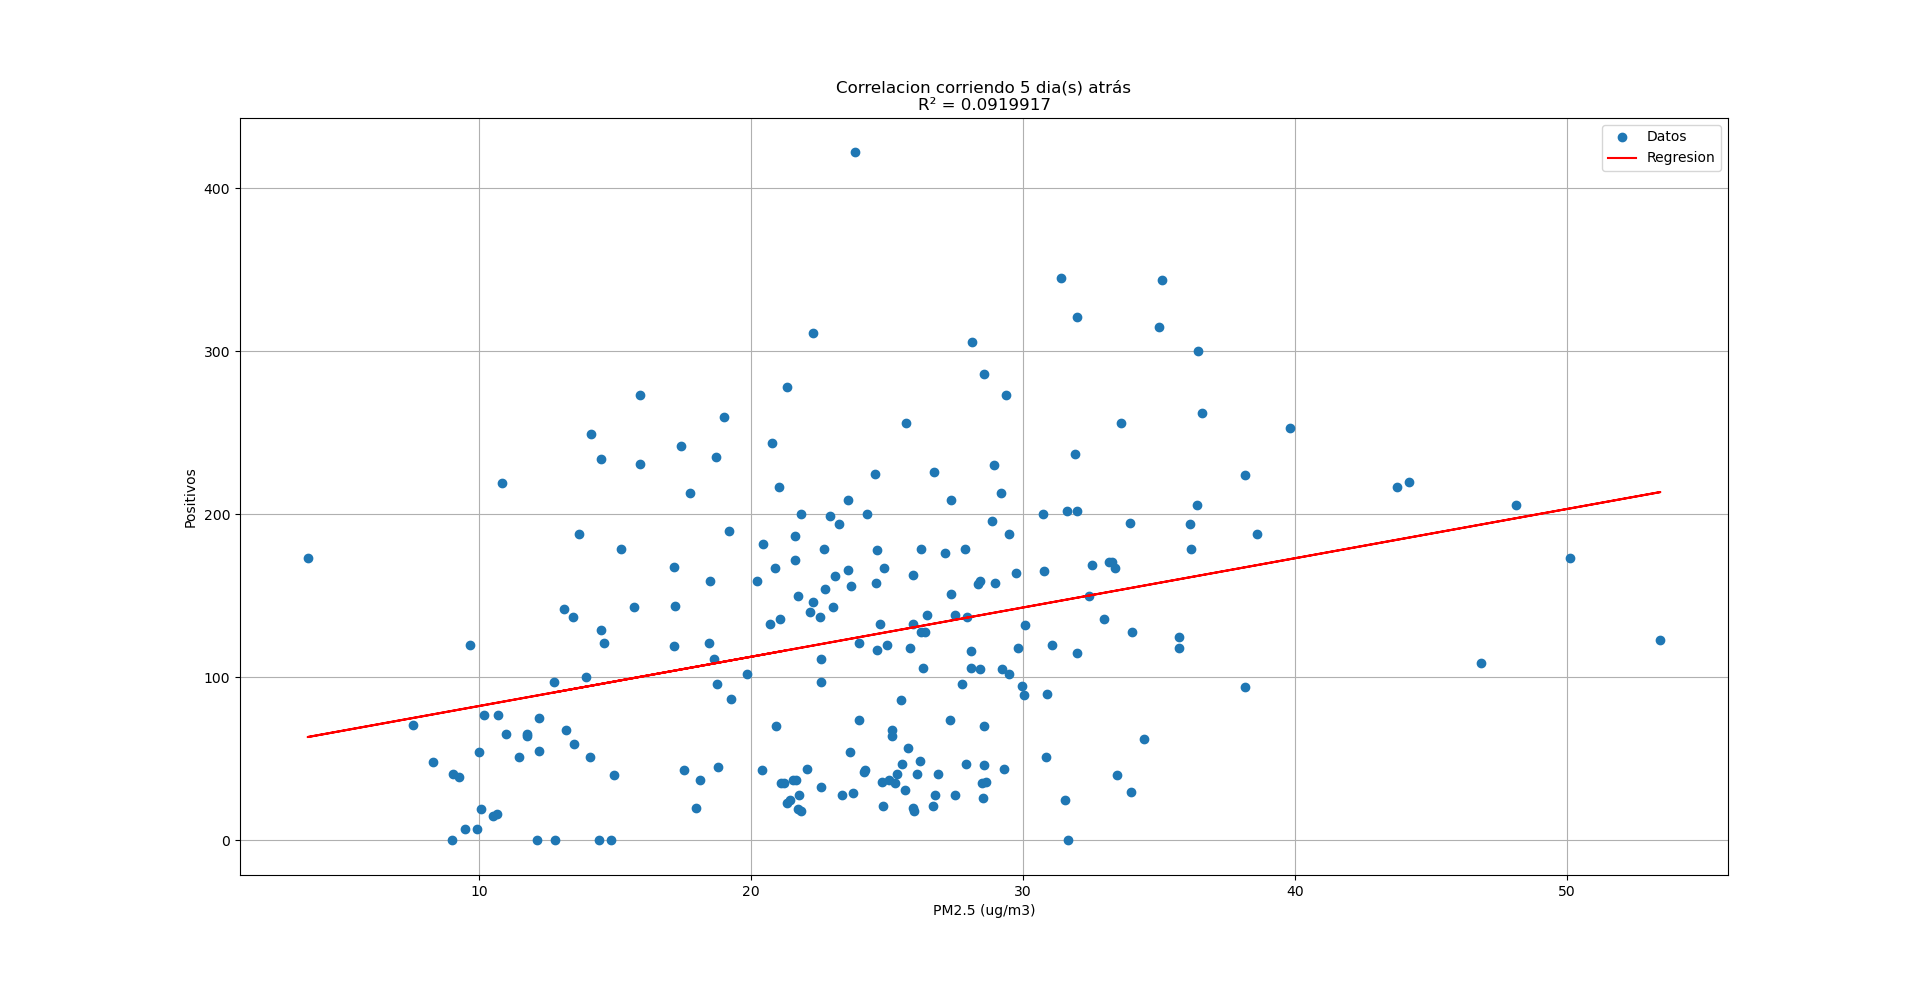 Correlacion corriendo 5 dia(s) atrás
R² = 0.0919917
Datos
Regresion
400
300
200
100
0
Positivos
10 20 30 40 50
PM2.5 (ug/m3)